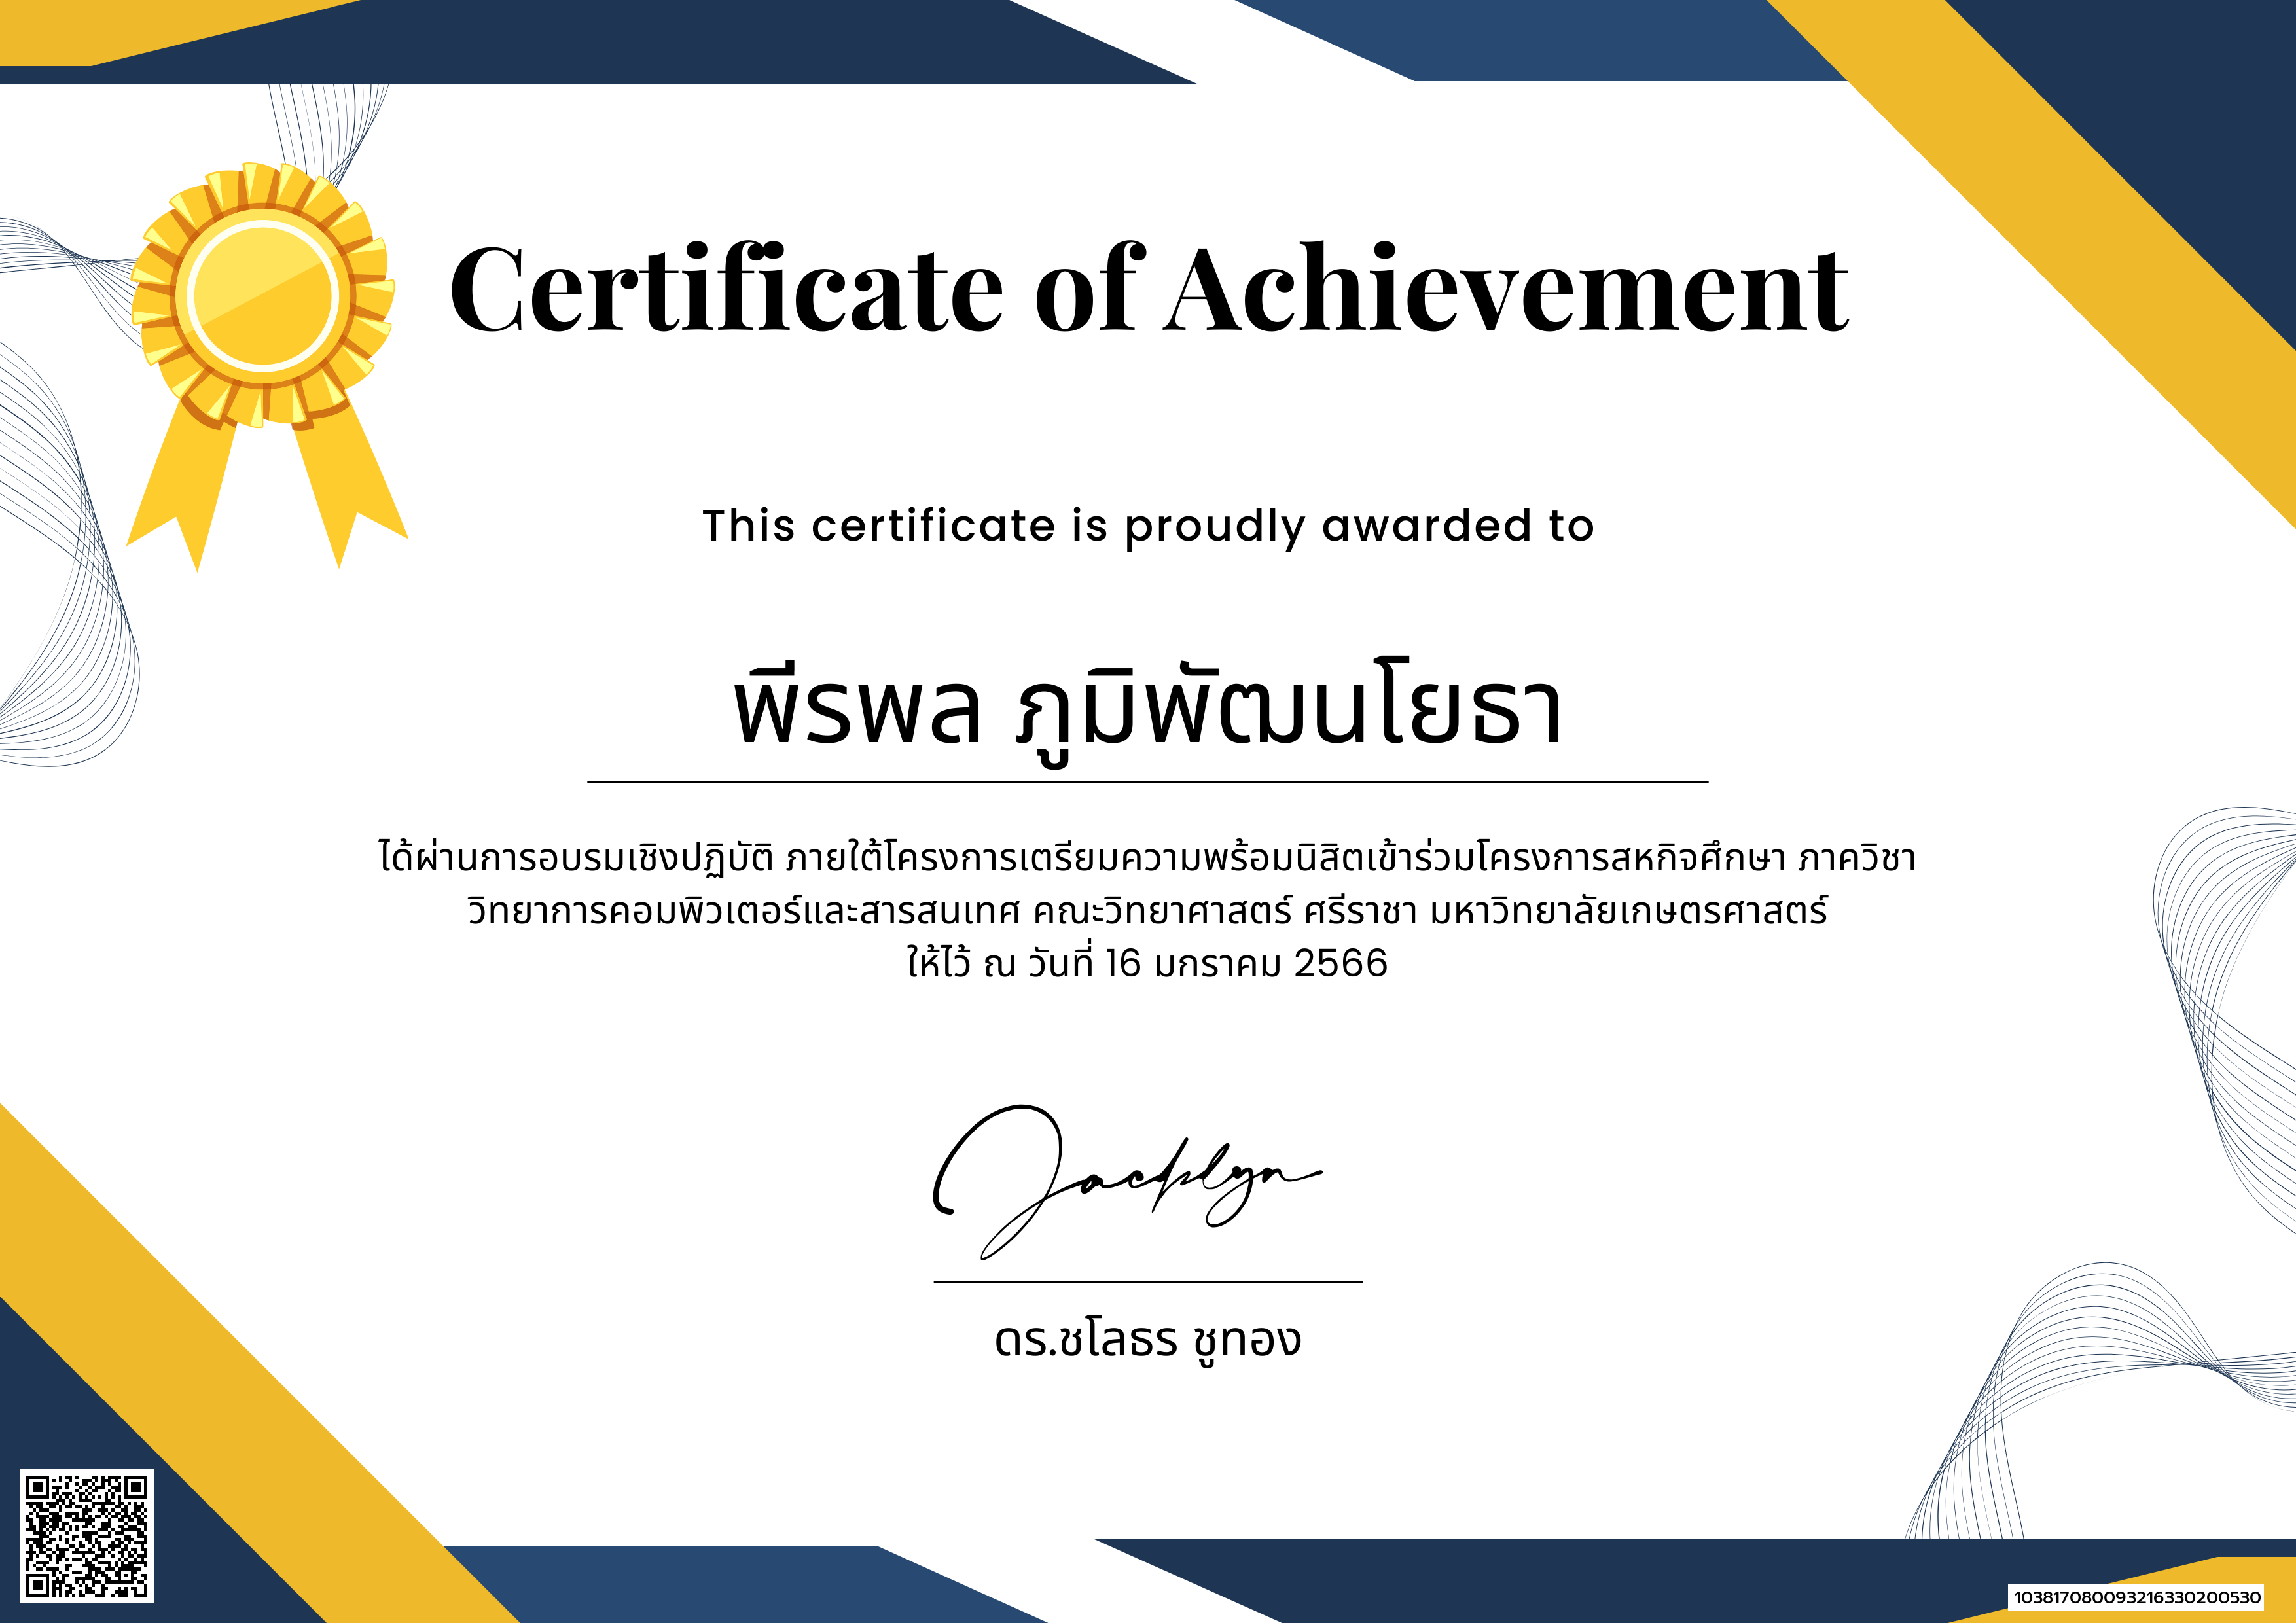 Certificate of Achievement
This certificate is proudly awarded to
พีรพล ภูมิพัฒนโยธา
ได้ผ่านการอบรมเชิงปฏิบัติ ภายใต้โครงการเตรียมความพร้อมนิสิตเข้าร่วมโครงการสหกิจศึกษา ภาควิชา
วิทยาการคอมพิวเตอร์และสารสนเทศ คณะวิทยาศาสตร์ ศรีราชา มหาวิทยาลัยเกษตรศาสตร์
ให้ไว้ ณ วันที่ 16 มกราคม 2566
Jacklyn
ดร.ชโลธร ชูทอง
1038170800932163302005​30